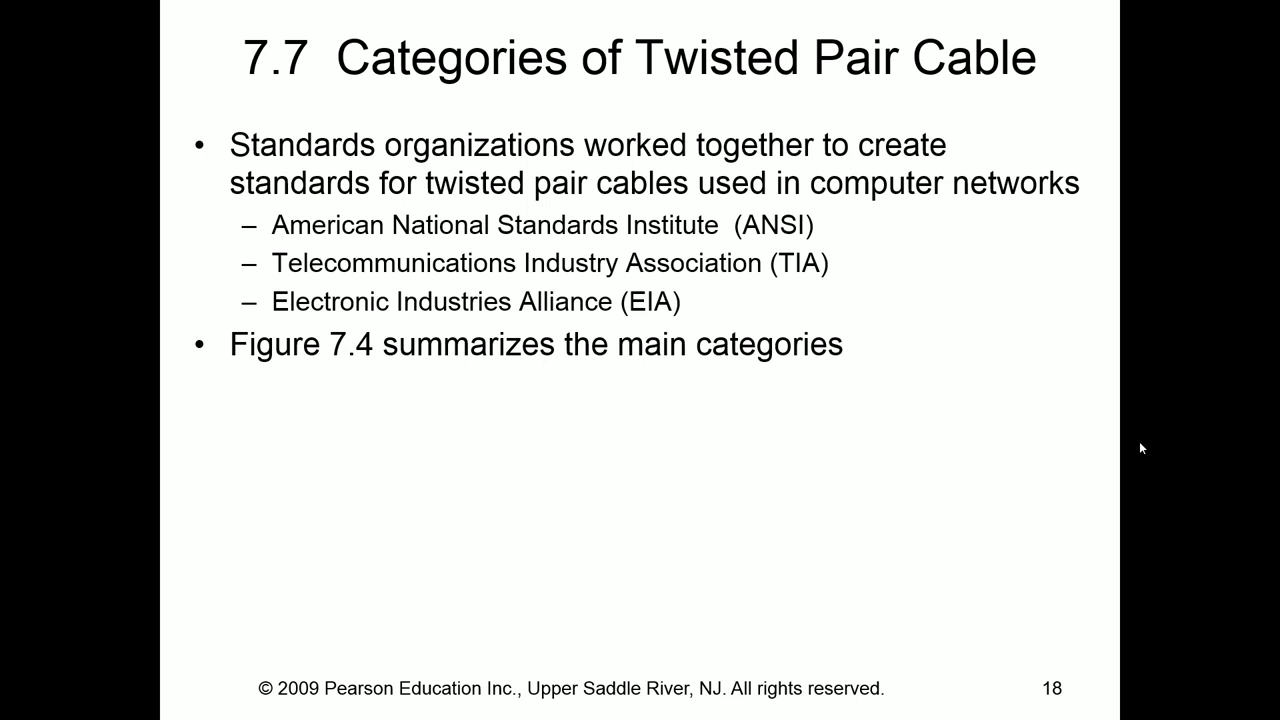 7.7 Categories of Twisted Pair Cable
• Standards organizations worked together to create
standards for twisted pair cables used in computer networks
– American National Standards Institute (ANSI)
– Telecommunications Industry Association (TIA)
– Electronic Industries Alliance (EIA)
• Figure 7.4 summarizes the main categories
© 2009 Pearson Education Inc., Upper Saddle River, NJ. All rights reserved.
18